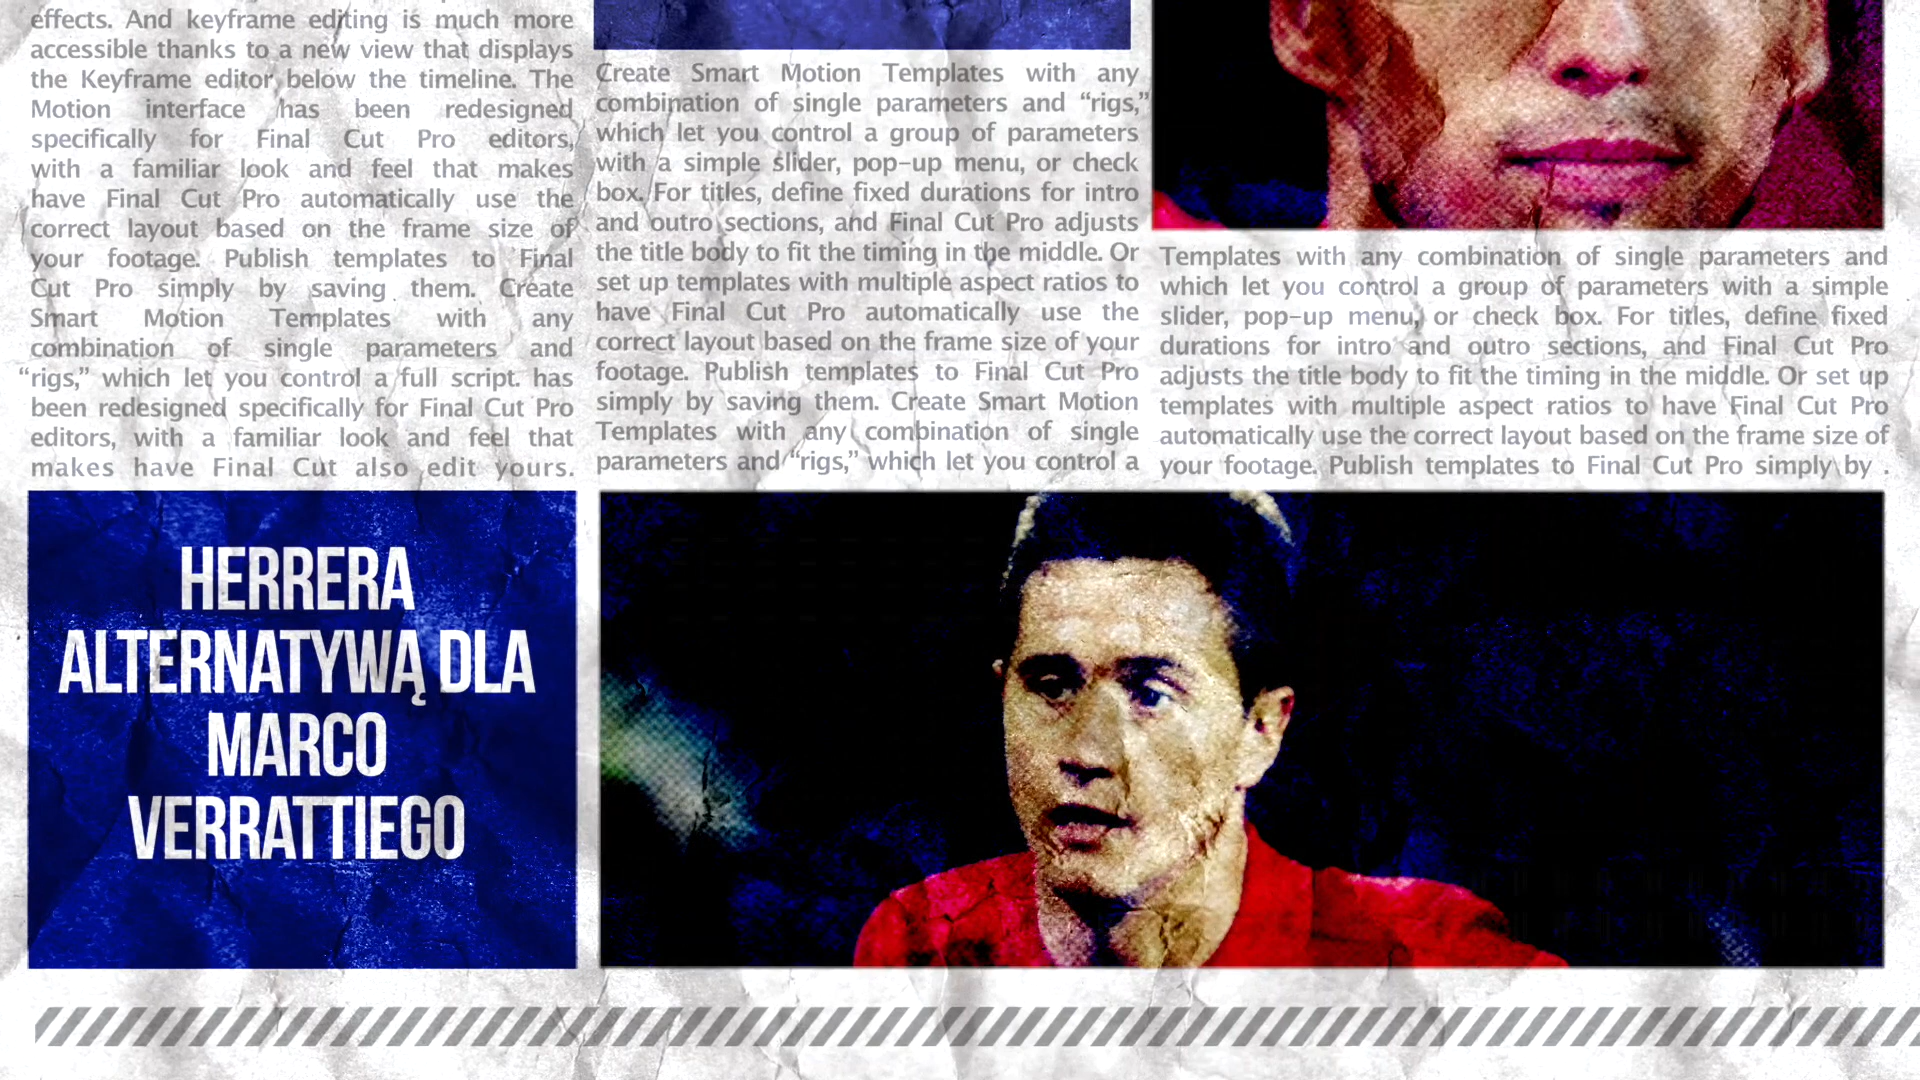 effects. And keyframe editing is much more
accessible thanks to a new view that displays
the Keyframe editor below the timeline. The
Motion interface has been redesigned
specifically for Final Cut Pro editors,
with a familiar look and feel that makes
have Final Cut Pro automatically use the
correct layout based on the frame size of
your footage. Publish templates to Final
Cut Pro simply by saving them. Create
Smart Motion Templates with any
combination of single parameters and
“rigs,” which let you control a full script. has
been redesigned specifically for Final Cut Pro
editors, with a familiar look and feel that
makes have Final Cut also edit yours.
Create Smart Motion Templates with any
combination of single parameters and “rigs,”
which let you control a group of parameters
with a simple slider, pop-up menu, or check
box. For titles, define fixed durations for intro
and outro sections, and Final Cut Pro adjusts
the title body to fit the timing in the middle. Or
set up templates with multiple aspect ratios to
have Final Cut Pro automatically use the
correct layout based on the frame size of your
footage. Publish templates to Final Cut Pro
simply by saving them. Create Smart Motion
Templates with any combination of single
parameters and “rigs,” which let you control a
Templates with any combination of single parameters and
which let you control a group of parameters with a simple
slider, pop-up menu, or check box. For titles, define fixed
durations for intro and outro sections, and Final Cut Pro
adjusts the title body to fit the timing in the middle. Or set up
templates with multiple aspect ratios to have Final Cut Pro
automatically use the correct layout based on the frame size of
your footage. Publish templates to Final Cut Pro simply by .
HERRERA
ALTERNATYWĄ DLA
MARCO
VERRATTIEGO